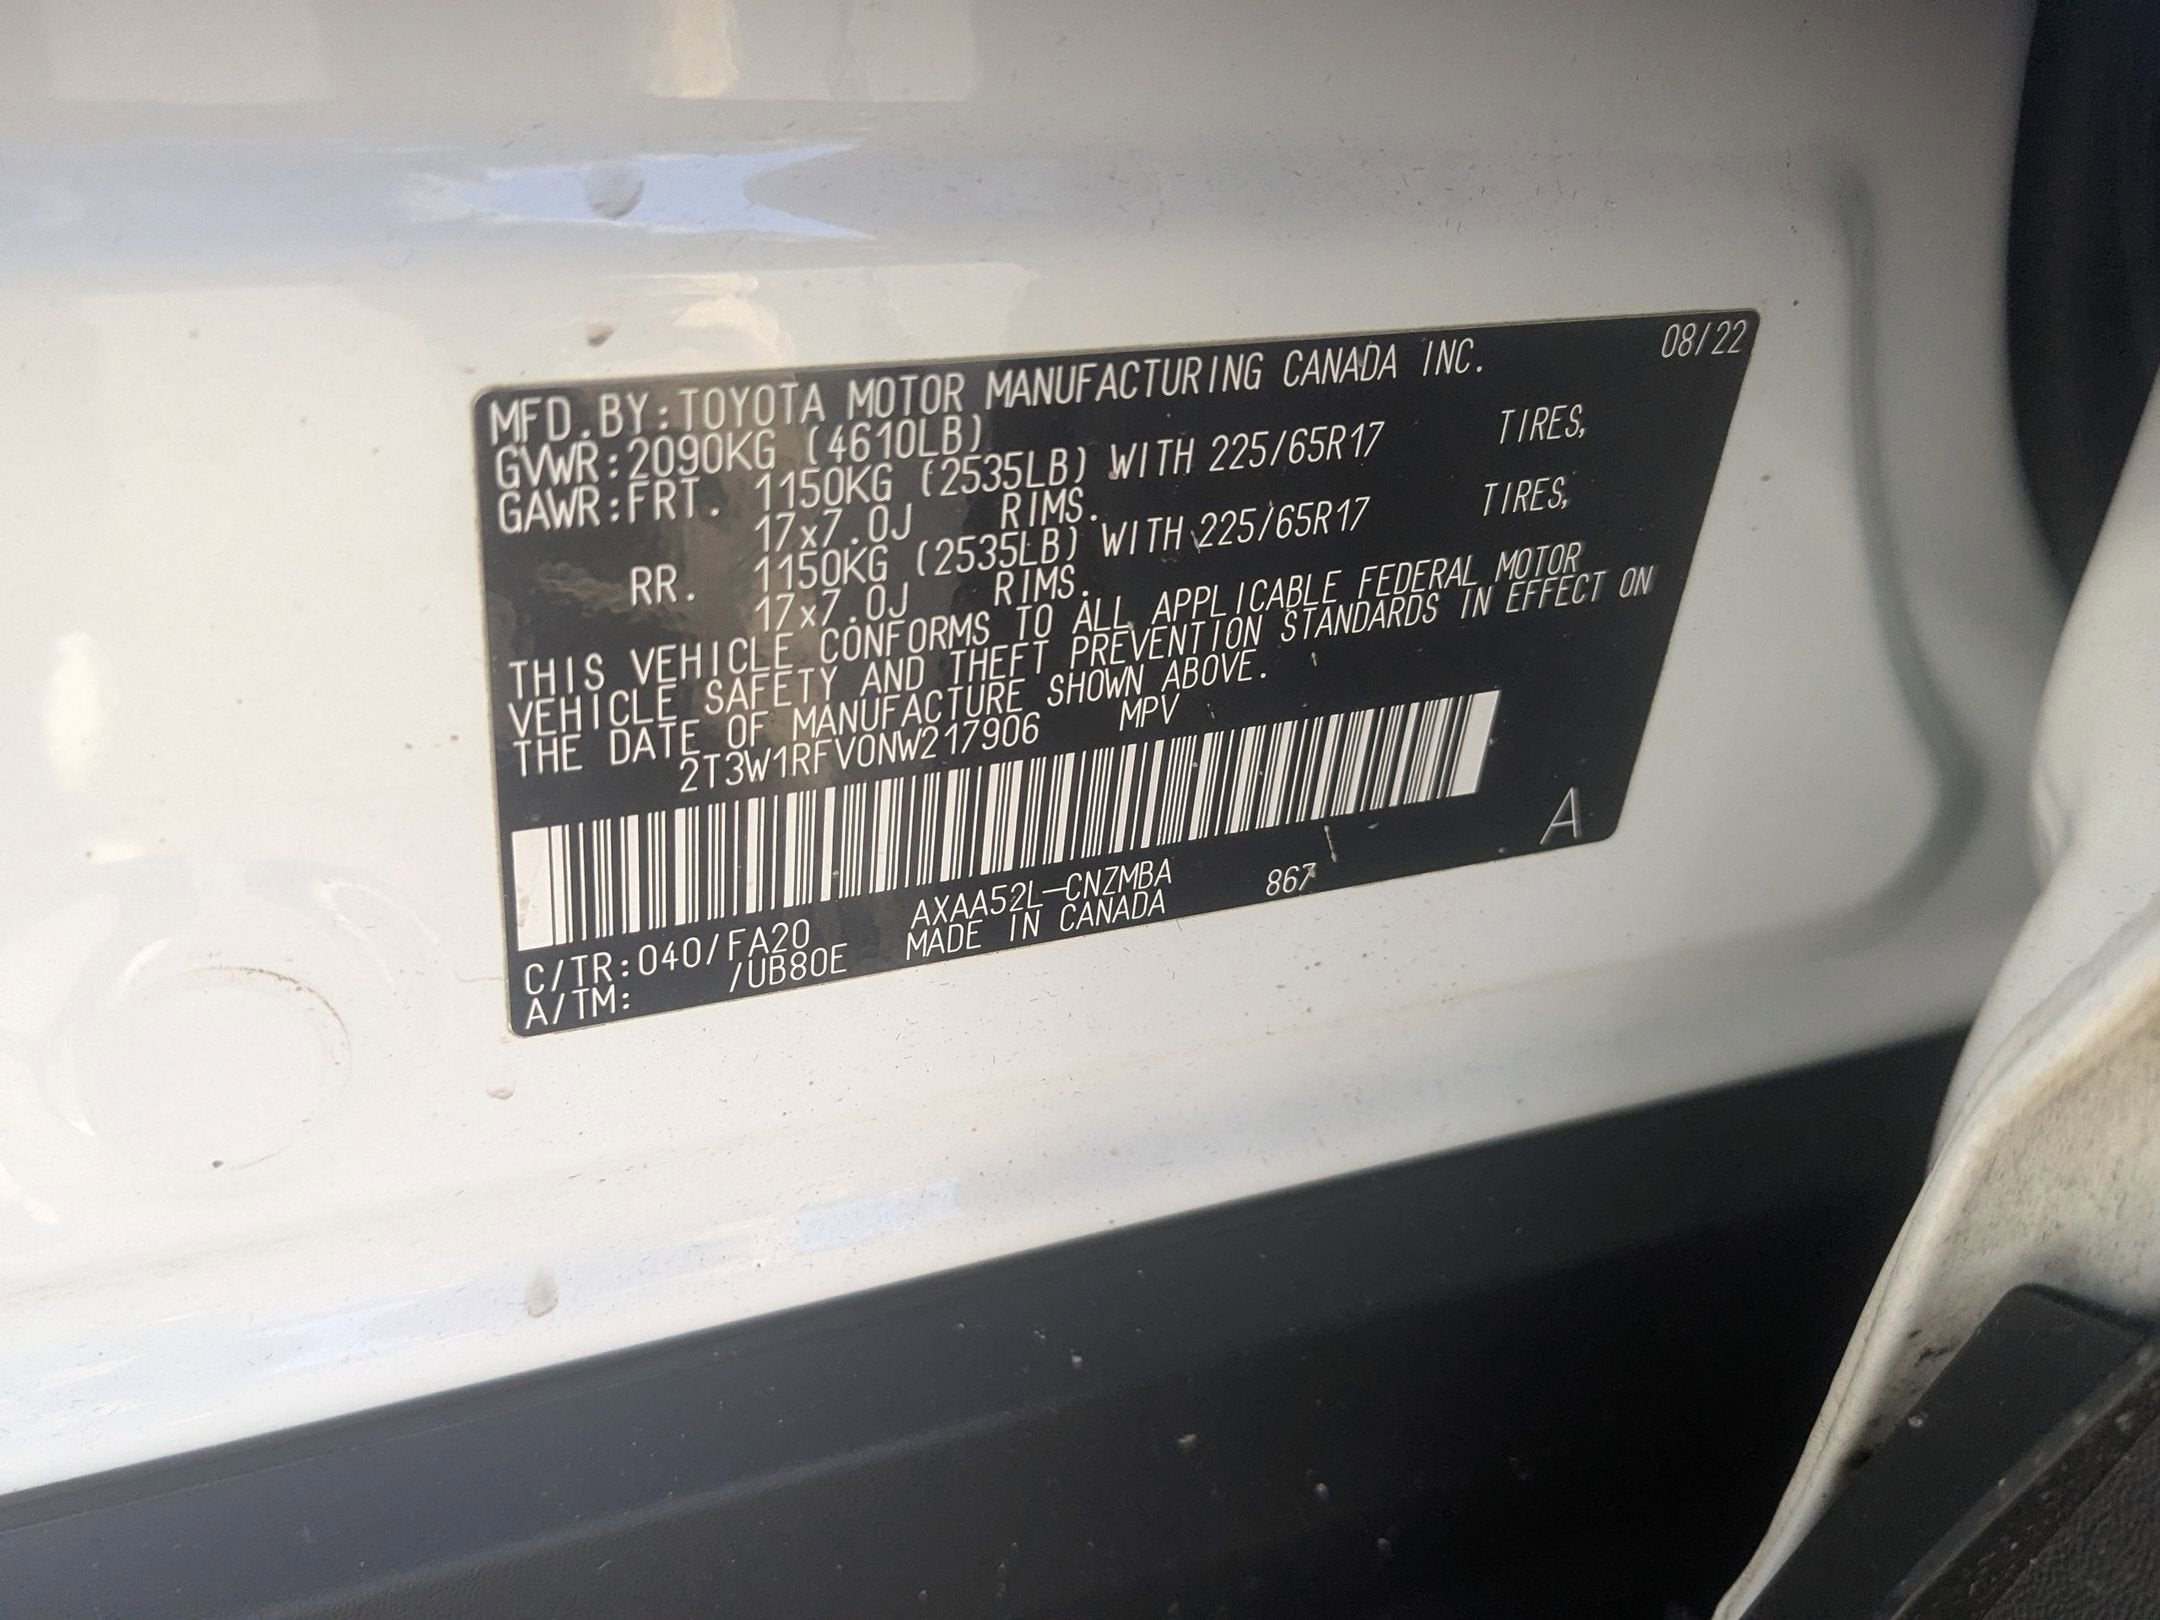 08/22
MFD.BY:TOYOTA MOTOR MANUFACTURING CANADA INC.
GVWR:2090KG (4610LB)
GAWR:FRT. 1150KG (2535LB) WITH 225/65R17 TIRES,
17x7.0J RIMS.
RR. 1150KG (2535LB) WITH 225/65R17 TIRES,
17x7.0J RIMS.
THIS VEHICLE CONFORMS TO ALL APPLICABLE FEDERAL MOTOR
VEHICLE SAFETY AND THEFT PREVENTION STANDARDS IN EFFECT ON
THE DATE OF MANUFACTURE SHOWN ABOVE.
2T3W1RFV0NW217906 MPV
A
C/TR:040/FA20 AXAA52L-CNZMBA 867
A/TM: /UB80E MADE IN CANADA